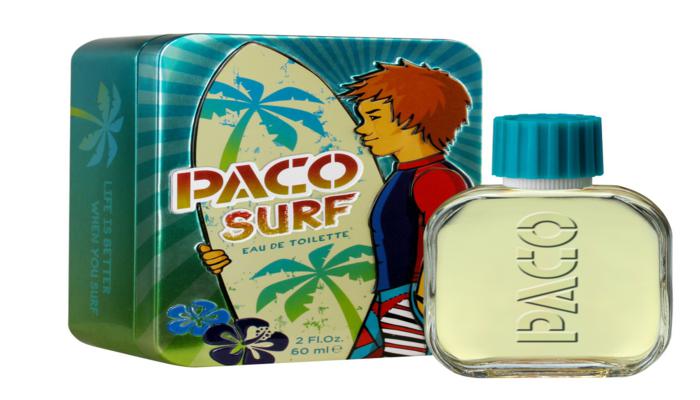 LIFE IS BETTER
WHEN YOU SURF
PACO
SURF
EAU DE TOILETTE
2 Fl.Oz.
60 ml ℮
PACO